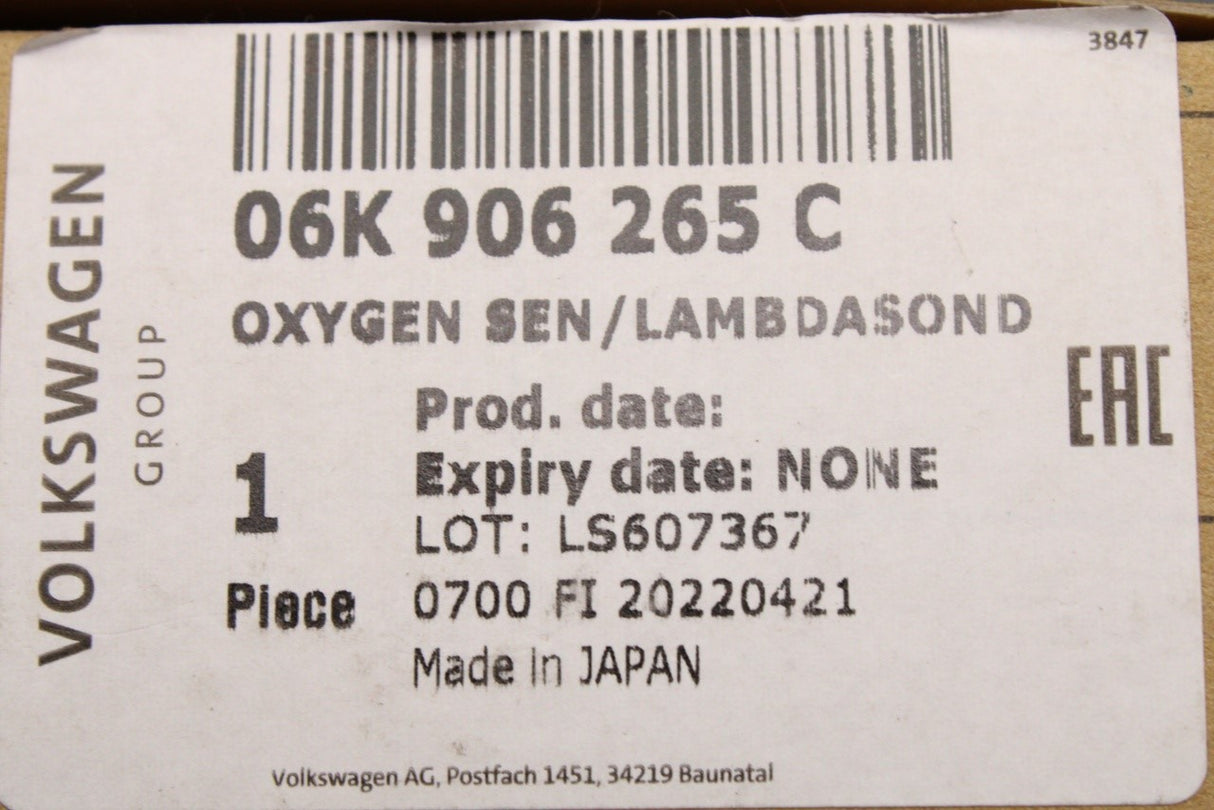 3847
VOLKSWAGEN
GROUP
06K 906 265 C
OXYGEN SEN/LAMBDASOND
EAC
Prod. date:
Expiry date: NONE
1
LOT: LS607367
Piece
0700 FI 20220421
Made in JAPAN
Volkswagen AG, Postfach 1451, 34219 Baunatal